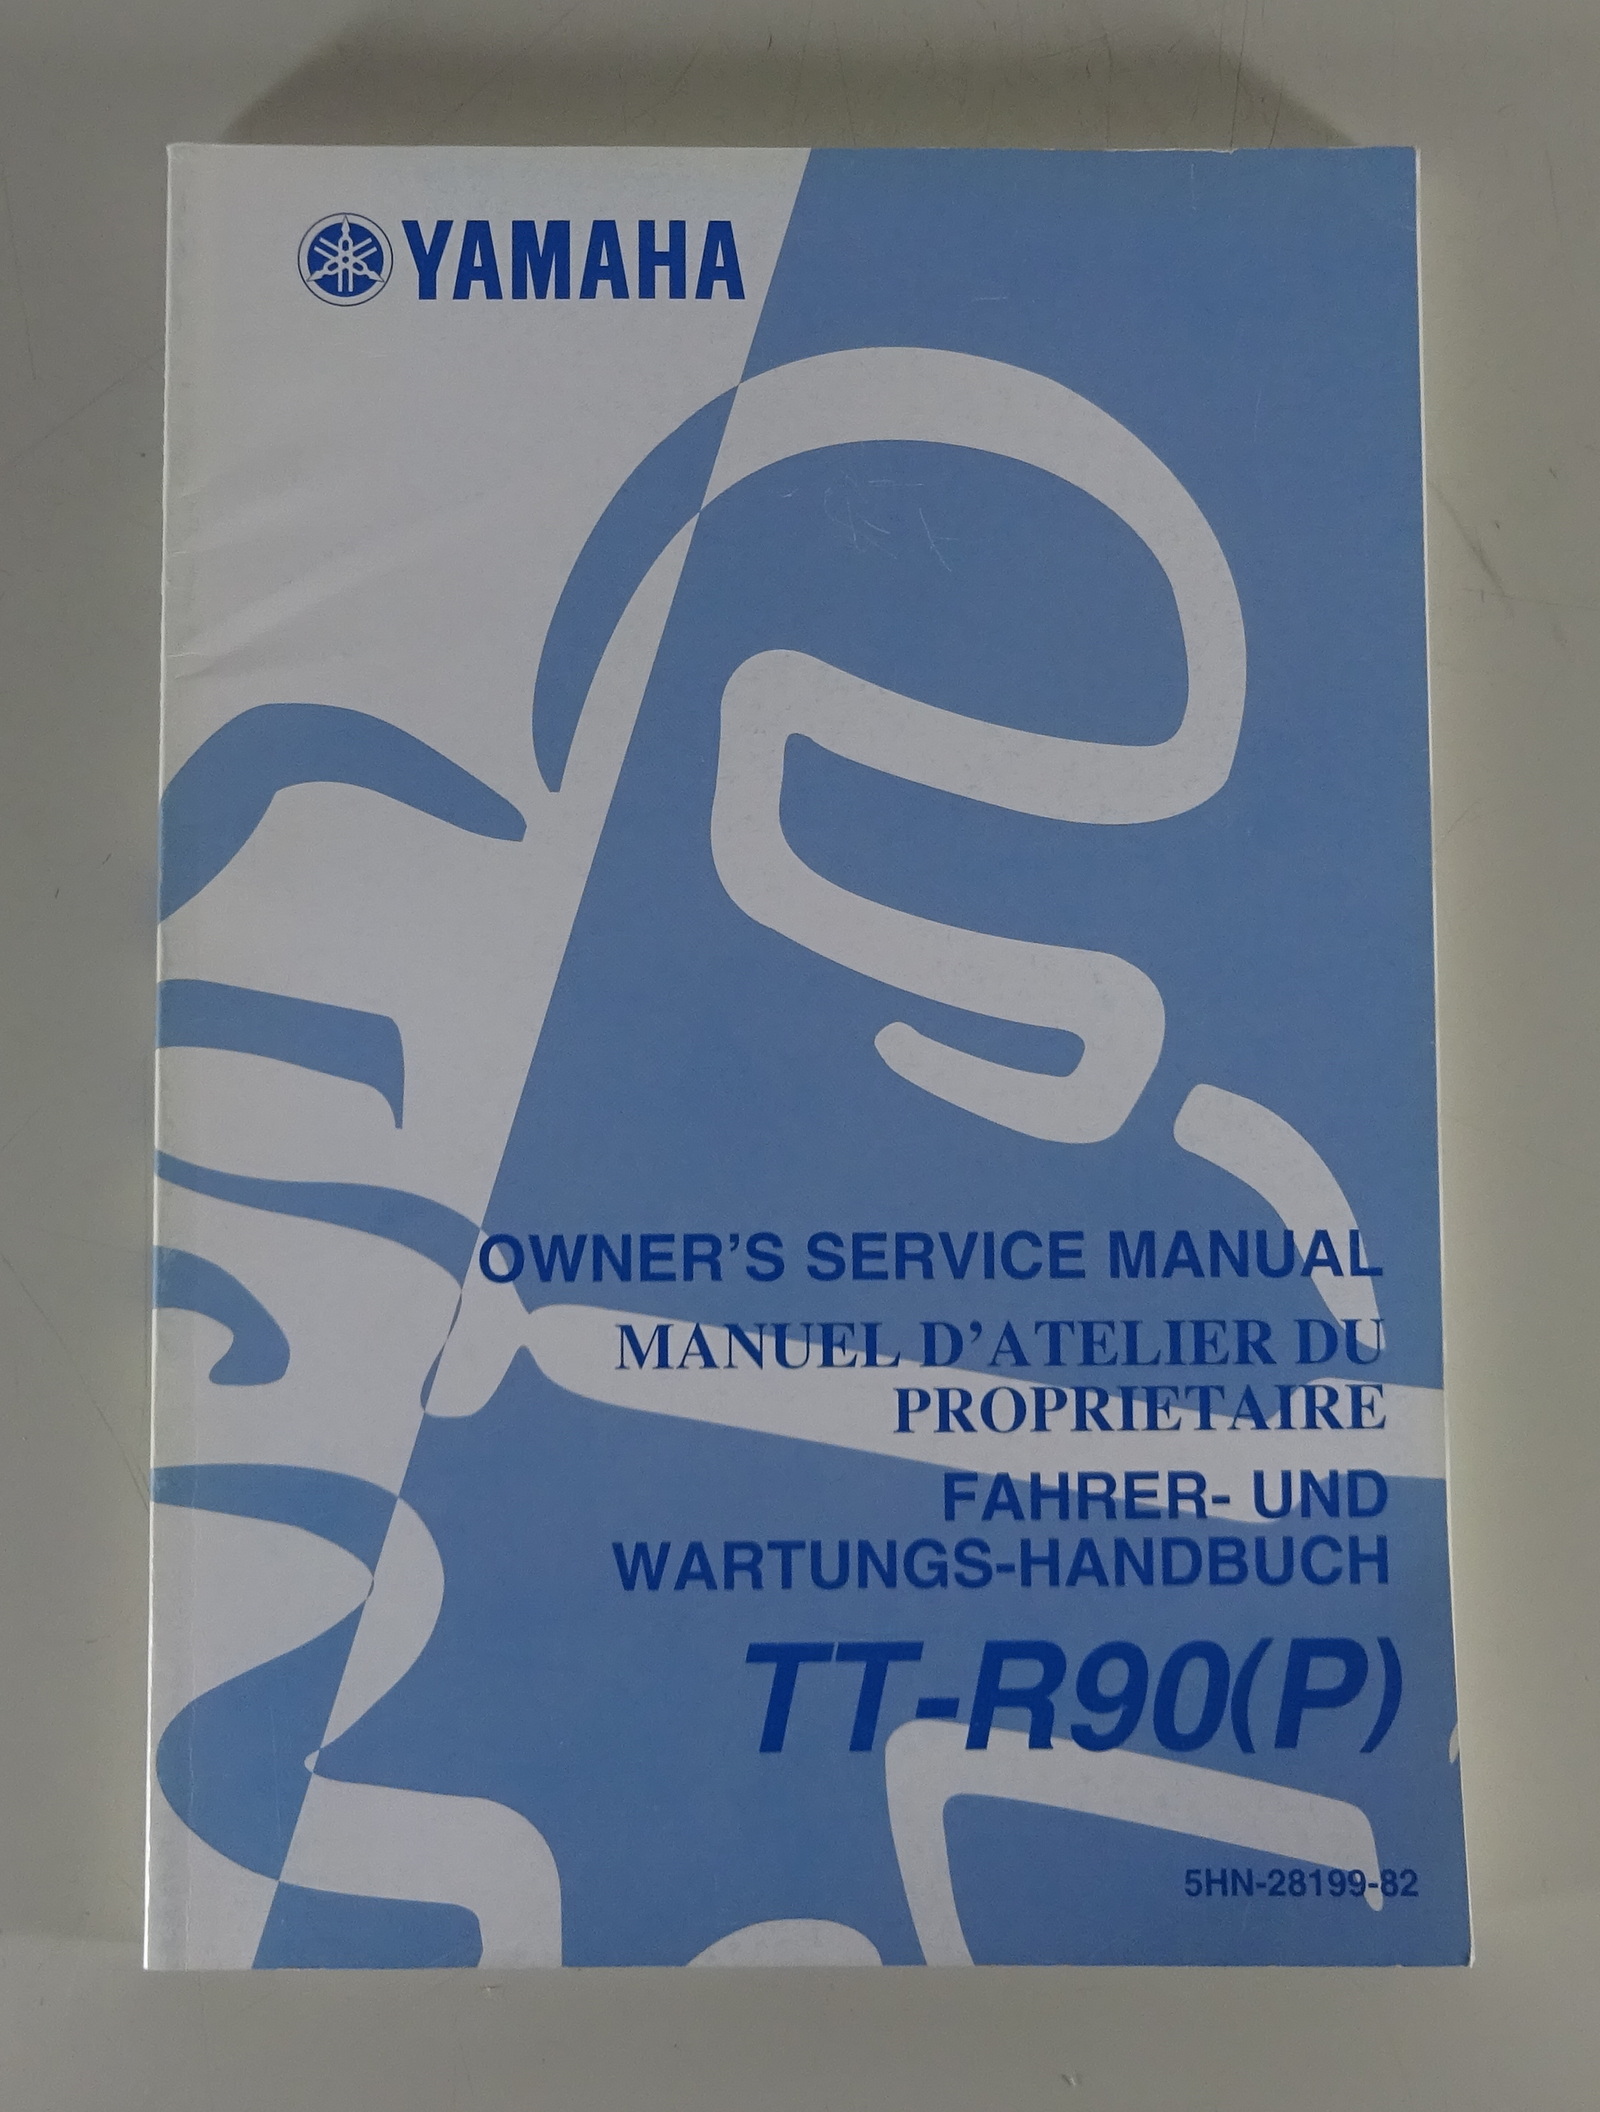 YAMAHA
OWNER'S SERVICE MANUAL
MANUEL D'ATELIER DU
PROPRIETAIRE
FAHRER- UND
WARTUNGS-HANDBUCH
TT-R90(P)
5HN-28199-82